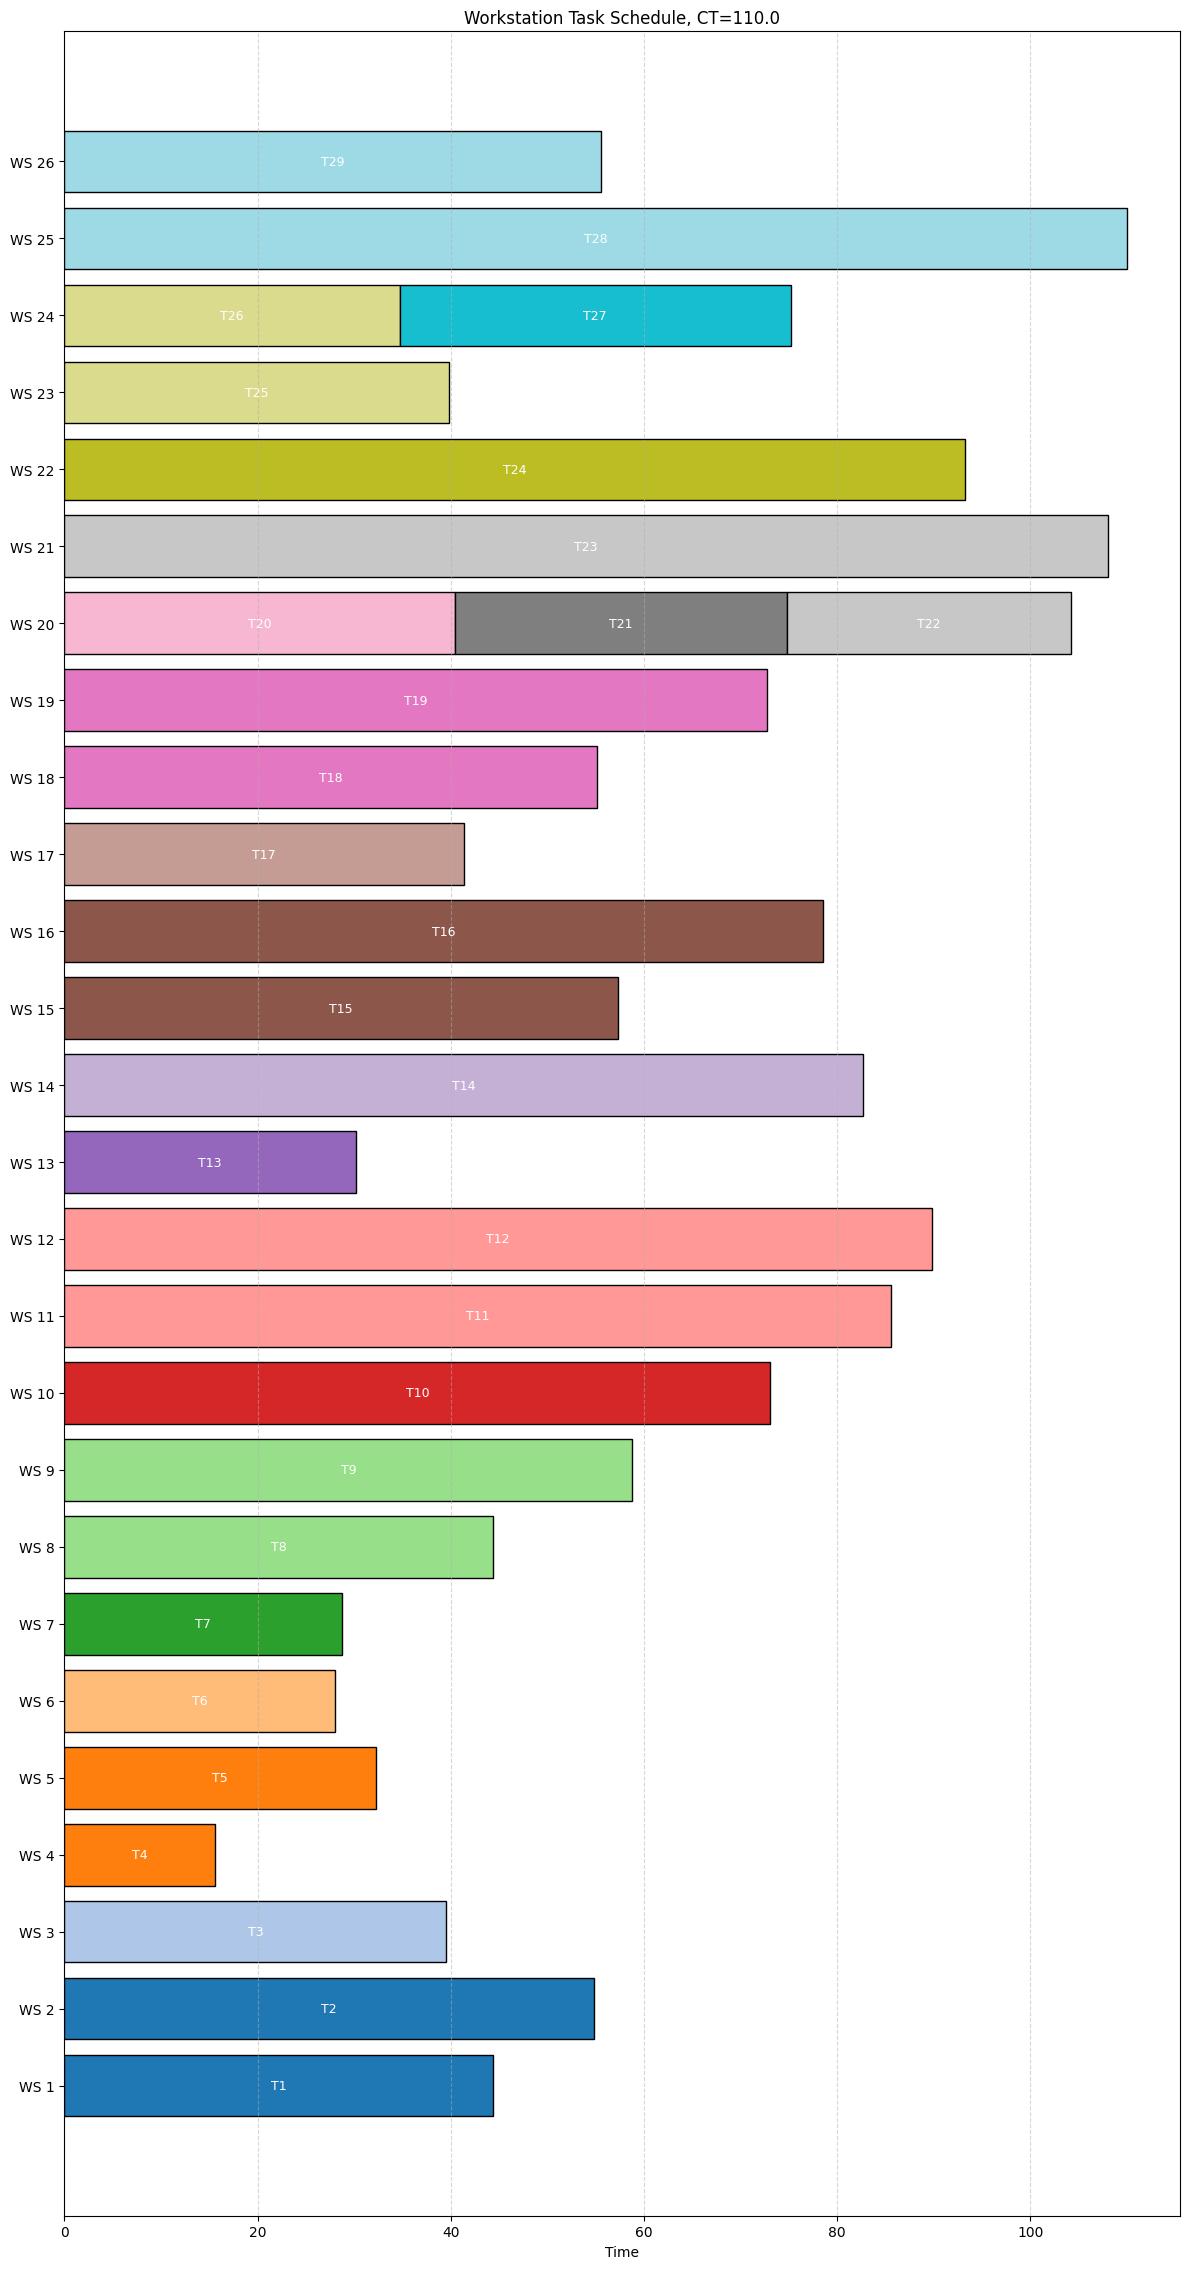 Workstation Task Schedule, CT=110.0
WS 26 T29
WS 25 T28
WS 24 T26 T27
WS 23 T25
WS 22 T24
WS 21 T23
WS 20 T20 T21 T22
WS 19 T19
WS 18 T18
WS 17 T17
WS 16 T16
WS 15 T15
WS 14 T14
WS 13 T13
WS 12 T12
WS 11 T11
WS 10 T10
WS 9 T9
WS 8 T8
WS 7 T7
WS 6 T6
WS 5 T5
WS 4 T4
WS 3 T3
WS 2 T2
WS 1 T1
0 20 40 60 80 100
Time